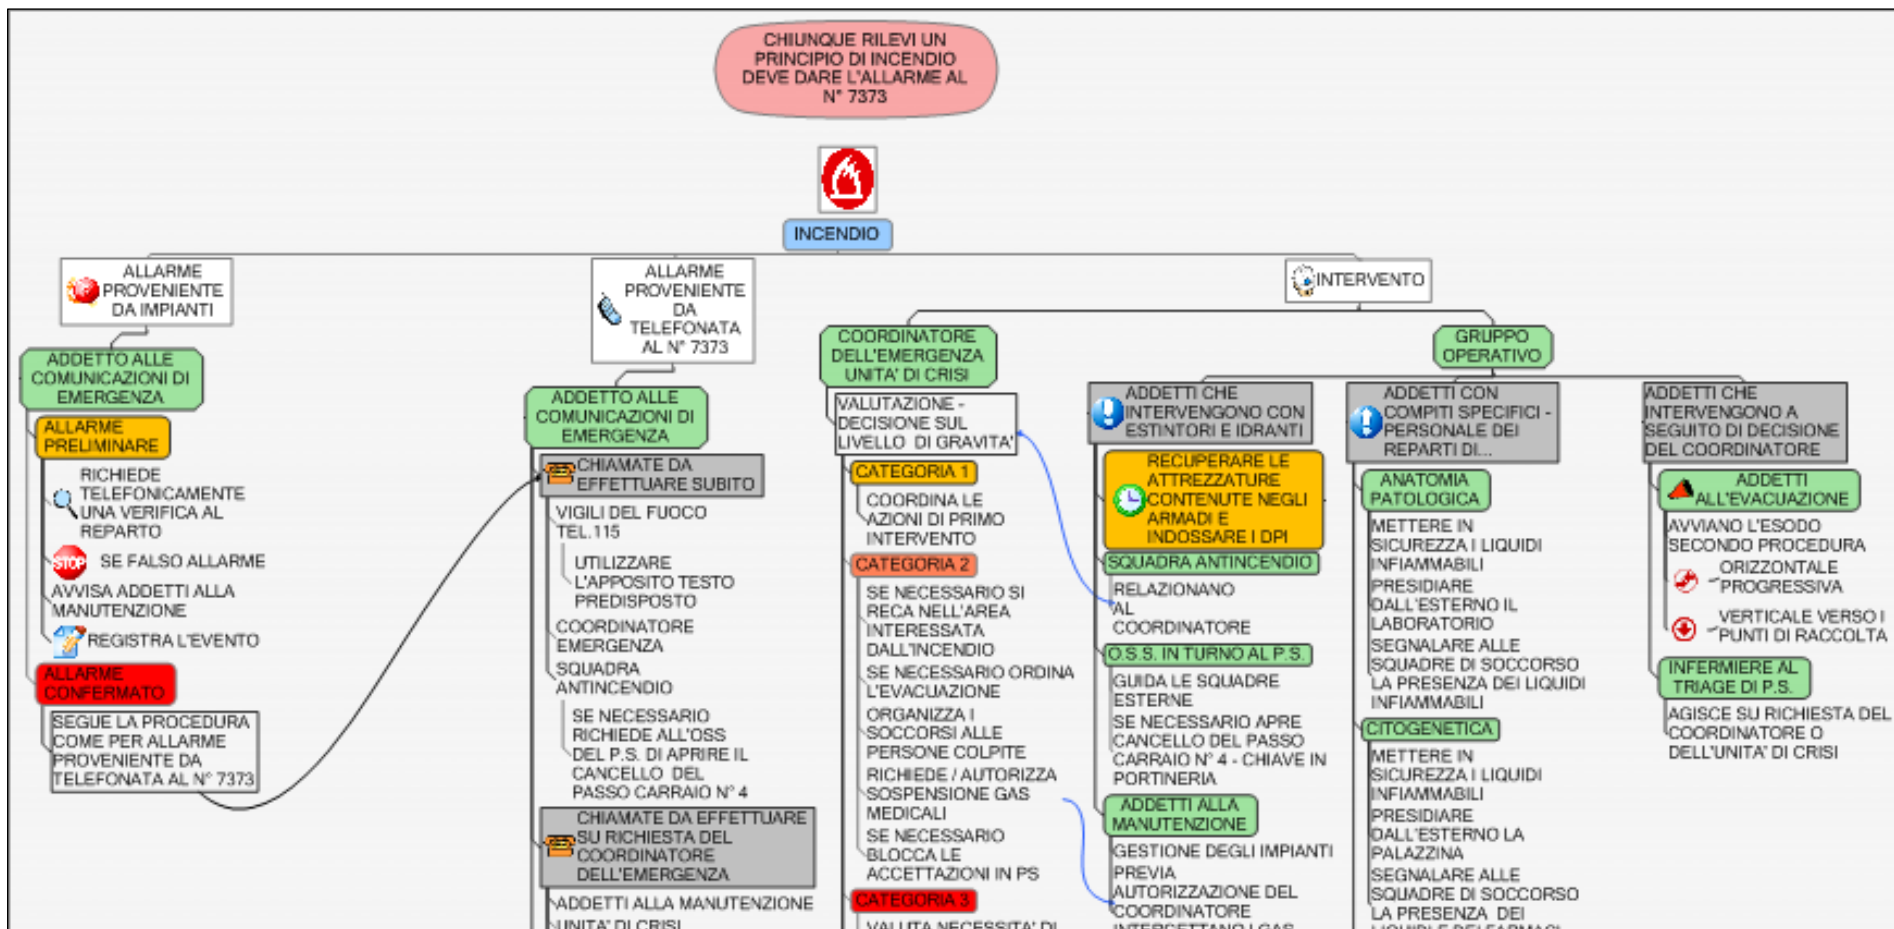 CHIUNQUE RILEVI UN
PRINCIPIO DI INCENDIO
DEVE DARE L'ALLARME AL
N° 7373
INCENDIO
ALLARME
PROVENIENTE
DA IMPIANTI
ADDETTO ALLE
COMUNICAZIONI DI
EMERGENZA
ALLARME
PRELIMINARE
RICHIEDE
TELEFONICAMENTE
UNA VERIFICA AL
REPARTO
STOP
SE FALSO ALLARME
AVVISA ADDETTI ALLA
MANUTENZIONE
REGISTRA L'EVENTO
ALLARME
CONFERMATO
SEGUE LA PROCEDURA
COME PER ALLARME
PROVENIENTE DA
TELEFONATA AL N° 7373
ALLARME
PROVENIENTE
DA
TELEFONATA
AL N° 7373
ADDETTO ALLE
COMUNICAZIONI DI
EMERGENZA
CHIAMATE DA
EFFETTUARE SUBITO
VIGILI DEL FUOCO
TEL.115
UTILIZZARE
L'APPOSITO TESTO
PREDISPOSTO
COORDINATORE
EMERGENZA
SQUADRA
ANTINCENDIO
SE NECESSARIO
RICHIEDE ALL'OSS
DEL P.S. DI APRIRE IL
CANCELLO DEL
PASSO CARRAIO N° 4
CHIAMATE DA EFFETTUARE
SU RICHIESTA DEL
COORDINATORE
DELL'EMERGENZA
ADDETTI ALLA MANUTENZIONE
UNITA' DI CRISI
INTERVENTO
COORDINATORE
DELL'EMERGENZA
UNITA' DI CRISI
VALUTAZIONE -
DECISIONE SUL
LIVELLO DI GRAVITA'
CATEGORIA 1
COORDINA LE
AZIONI DI PRIMO
INTERVENTO
CATEGORIA 2
SE NECESSARIO SI
RECA NELL'AREA
INTERESSATA
DALL'INCENDIO
SE NECESSARIO ORDINA
L'EVACUAZIONE
ORGANIZZA I
SOCCORSI ALLE
PERSONE COLPITE
RICHIEDE / AUTORIZZA
SOSPENSIONE GAS
MEDICALI
SE NECESSARIO
BLOCCA LE
ACCETTAZIONI IN PS
CATEGORIA 3
VALUTA NECESSITA' DI
GRUPPO
OPERATIVO
ADDETTI CHE
INTERVENGONO CON
ESTINTORI E IDRANTI
RECUPERARE LE
ATTREZZATURE
CONTENUTE NEGLI
ARMADI E
INDOSSARE I DPI
SQUADRA ANTINCENDIO
RELAZIONANO
AL
COORDINATORE
O.S.S. IN TURNO AL P.S.
GUIDA LE SQUADRE
ESTERNE
SE NECESSARIO APRE
CANCELLO DEL PASSO
CARRAIO N° 4 - CHIAVE IN
PORTINERIA
ADDETTI ALLA
MANUTENZIONE
GESTIONE DEGLI IMPIANTI
PREVIA
AUTORIZZAZIONE DEL
COORDINATORE
INTERCETTANO I GAS
ADDETTI CON
COMPITI SPECIFICI -
PERSONALE DEI
REPARTI DI...
ANATOMIA
PATOLOGICA
METTERE IN
SICUREZZA I LIQUIDI
INFIAMMABILI
PRESIDIARE
DALL'ESTERNO IL
LABORATORIO
SEGNALARE ALLE
SQUADRE DI SOCCORSO
LA PRESENZA DEI LIQUIDI
INFIAMMABILI
CITOGENETICA
METTERE IN
SICUREZZA I LIQUIDI
INFIAMMABILI
PRESIDIARE
DALL'ESTERNO LA
PALAZZINA
SEGNALARE ALLE
SQUADRE DI SOCCORSO
LA PRESENZA DEI
ADDETTI CHE
INTERVENGONO A
SEGUITO DI DECISIONE
DEL COORDINATORE
ADDETTI
ALL'EVACUAZIONE
AVVIANO L'ESODO
SECONDO PROCEDURA
ORIZZONTALE
PROGRESSIVA
VERTICALE VERSO I
PUNTI DI RACCOLTA
INFERMIERE AL
TRIAGE DI P.S.
AGISCE SU RICHIESTA DEL
COORDINATORE O
DELL'UNITA' DI CRISI